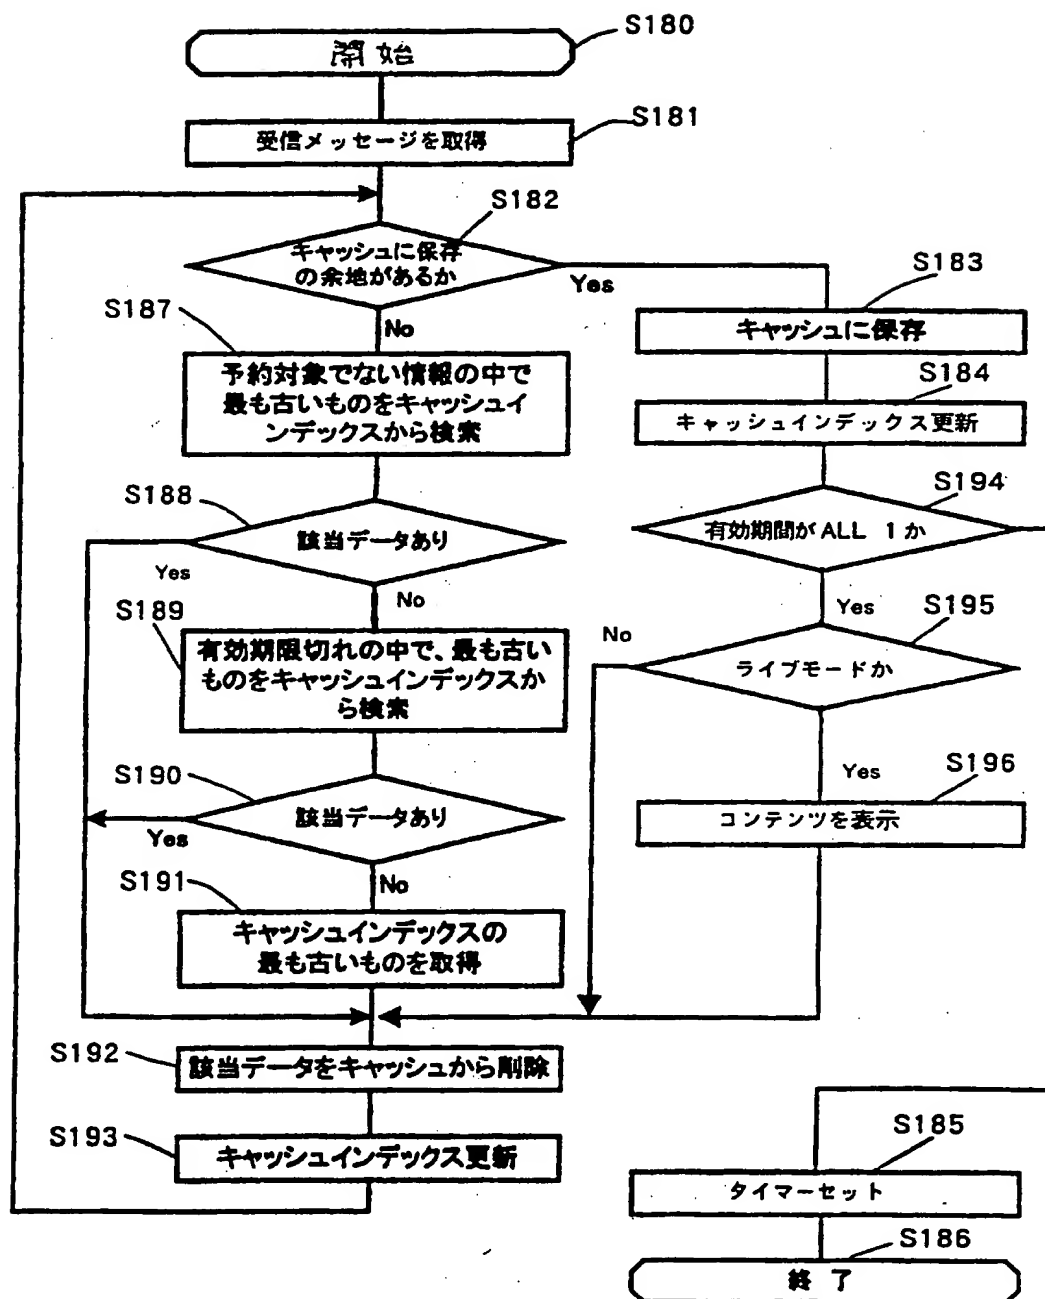 S180
開始
S181
受信メッセージを取得
S182
キャッシュに保存
の余地があるか
Yes
No
S183
キャッシュに保存
S187
予約対象でない情報の中で
最も古いものをキャッシュイ
ンデックスから検索
S184
キャッシュインデックス更新
S188
該当データあり
Yes
No
S194
有効期間がALL 1か
Yes
S189
有効期限切れの中で、最も古い
ものをキャッシュインデックスか
ら検索
S195
ライブモードか
No
Yes
S190
該当データあり
Yes
No
S196
コンテンツを表示
S191
キャッシュインデックスの
最も古いものを取得
S192
該当データをキャッシュから削除
S193
キャッシュインデックス更新
S185
タイマーセット
S186
終了